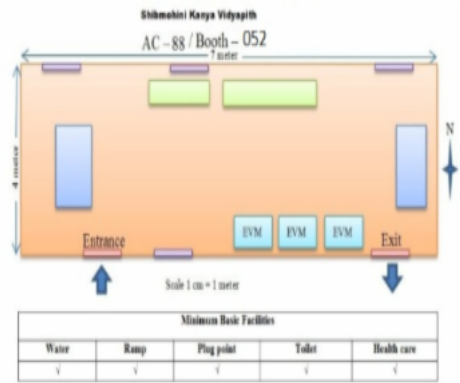 Shibmohini Kanya Vidyapith
AC - 88 / Booth - 052
7 meter
4 meter
N
EVM EVM EVM
Entrance
Exit
Scale 1 cm = 1 meter
Minimum Basic Facilities
Water Ramp Plug point Toilet Health care
√ √ √ √ √